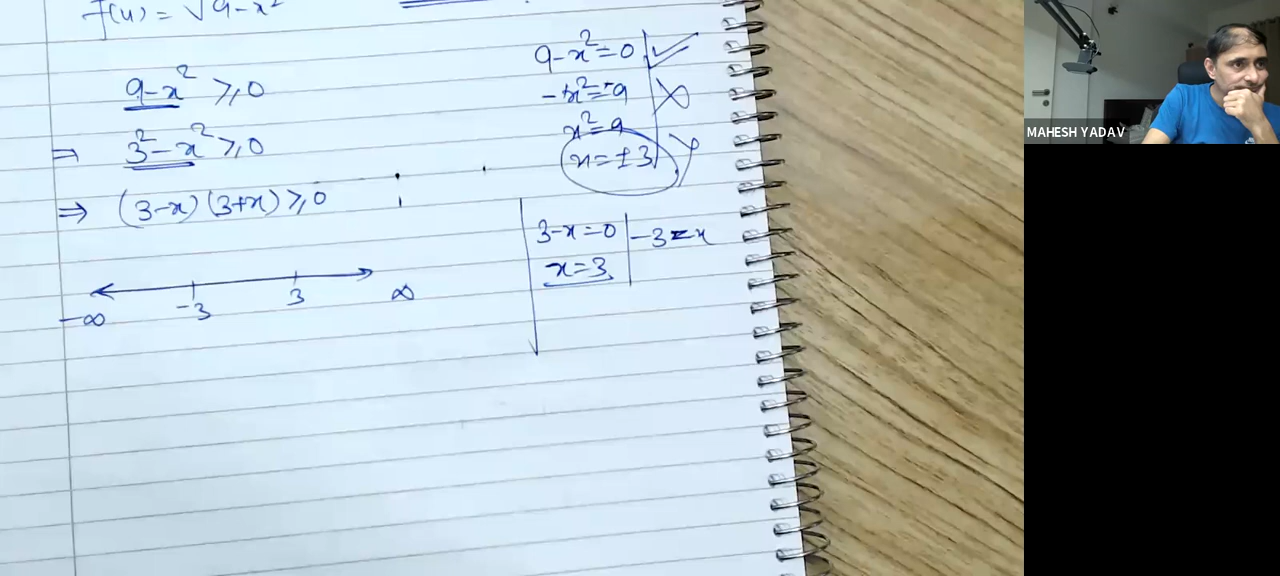 f(x) = √9-x²
9-x² ≥ 0
⇒ 3²-x² ≥ 0
⇒ (3-x) (3+x) ≥ 0
-∞ -3 3 ∞
9-x²=0
-x²=-9
x²=9
x=±3
3-x=0 -3=x
x=3
MAHESH YADAV